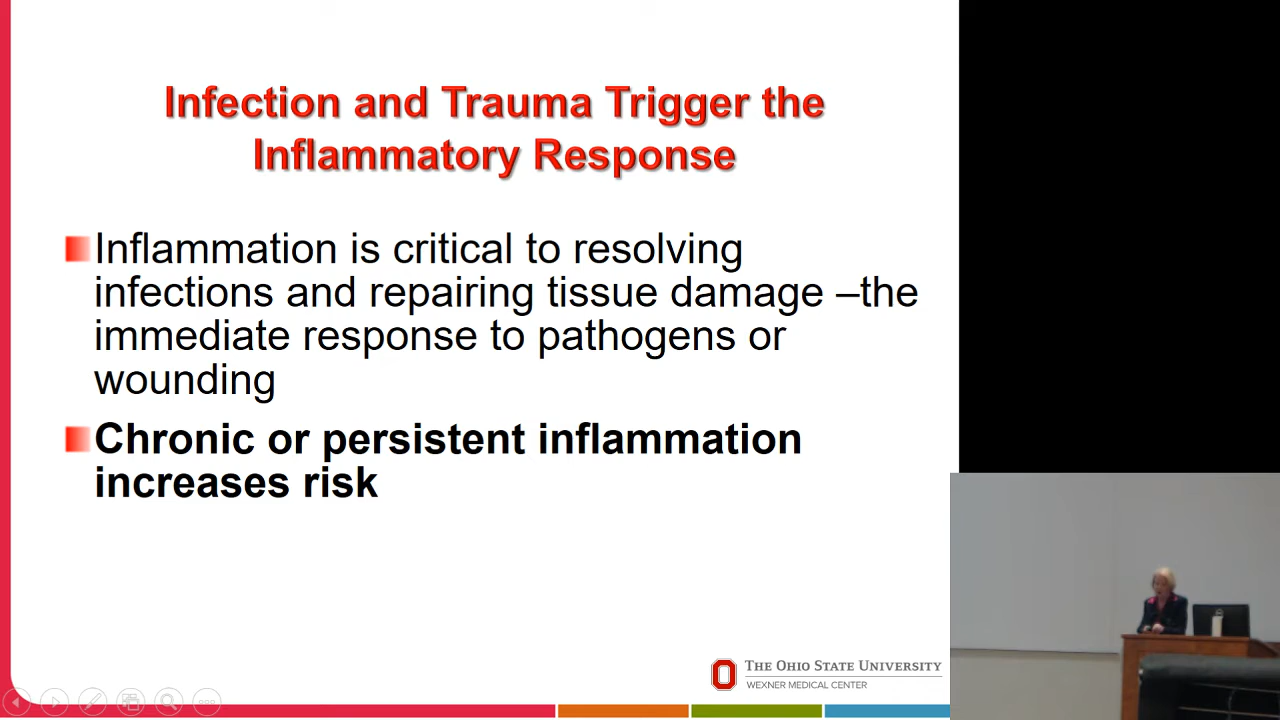 Infection and Trauma Trigger the
Inflammatory Response
Inflammation is critical to resolving
infections and repairing tissue damage –the
immediate response to pathogens or
wounding
Chronic or persistent inflammation
increases risk
THE OHIO STATE UNIVERSITY
WEXNER MEDICAL CENTER